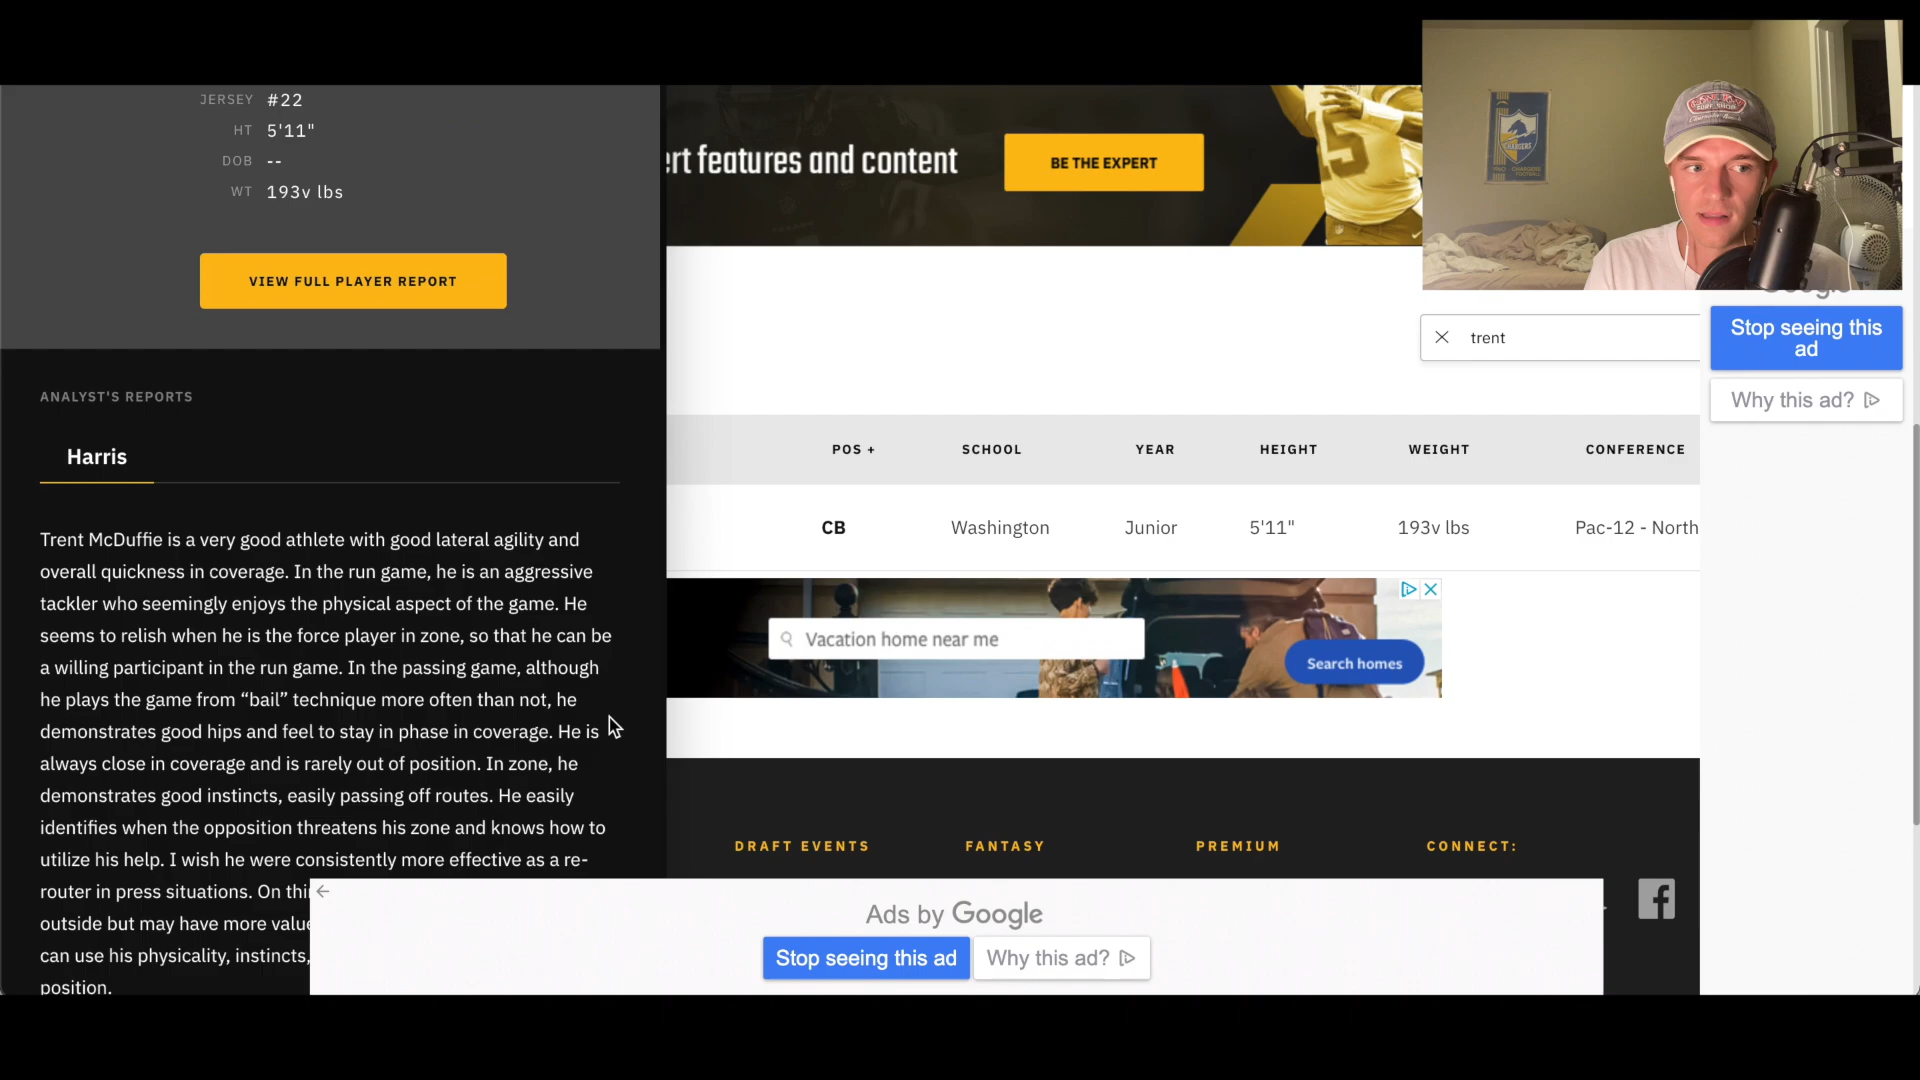 JERSEY #22
HT 5'11"
DOB --
WT 193v lbs
VIEW FULL PLAYER REPORT
ANALYST'S REPORTS
Harris
Trent McDuffie is a very good athlete with good lateral agility and
overall quickness in coverage. In the run game, he is an aggressive
tackler who seemingly enjoys the physical aspect of the game. He
seems to relish when he is the force player in zone, so that he can be
a willing participant in the run game. In the passing game, although
he plays the game from “bail” technique more often than not, he
demonstrates good hips and feel to stay in phase in coverage. He is
always close in coverage and is rarely out of position. In zone, he
demonstrates good instincts, easily passing off routes. He easily
identifies when the opposition threatens his zone and knows how to
utilize his help. I wish he were consistently more effective as a re-
router in press situations. On thi
outside but may have more value
can use his physicality, instincts,
position.
ert features and content
BE THE EXPERT
15
CHARGERS
trent
Stop seeing this
ad
Why this ad?
POS + SCHOOL YEAR HEIGHT WEIGHT CONFERENCE
CB Washington Junior 5'11" 193v lbs Pac-12 - North
Vacation home near me
Search homes
DRAFT EVENTS FANTASY PREMIUM CONNECT:
Ads by Google
Stop seeing this ad
Why this ad?